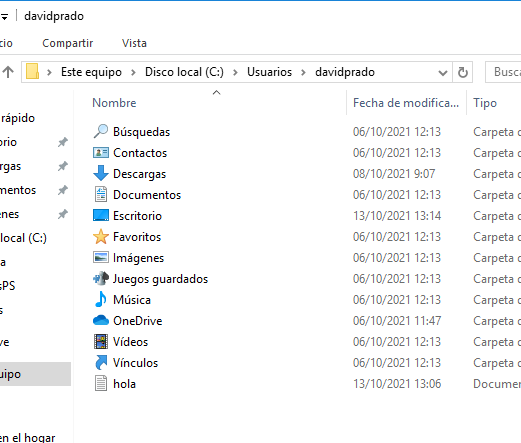 davidprado
cio Compartir Vista
Este equipo Disco local (C:) Usuarios davidprado Busca
Nombre Fecha de modifica... Tipo
rápido
orio
rgas
mentos
enes
local (C:)
a
sPS
s
ve
uipo
en el hogar
Búsquedas 06/10/2021 12:13 Carpeta d
Contactos 06/10/2021 12:13 Carpeta d
Descargas 08/10/2021 9:07 Carpeta d
Documentos 06/10/2021 12:13 Carpeta d
Escritorio 13/10/2021 13:14 Carpeta d
Favoritos 06/10/2021 12:13 Carpeta d
Imágenes 06/10/2021 12:13 Carpeta d
Juegos guardados 06/10/2021 12:13 Carpeta d
Música 06/10/2021 12:13 Carpeta d
OneDrive 06/10/2021 11:47 Carpeta d
Vídeos 06/10/2021 12:13 Carpeta d
Vínculos 06/10/2021 12:13 Carpeta d
hola 13/10/2021 13:06 Documen